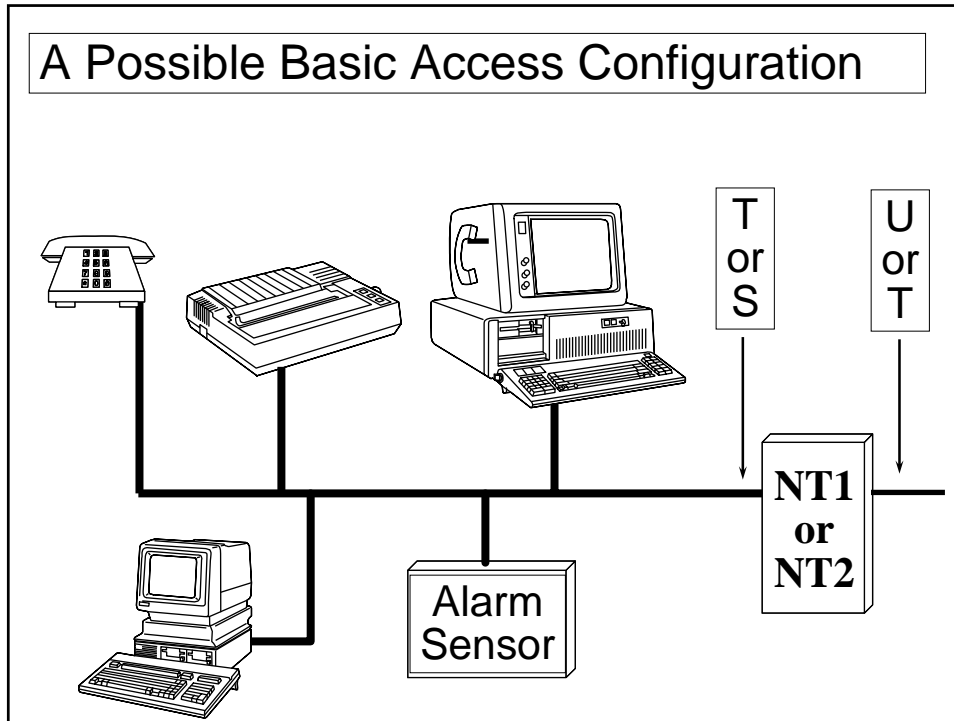 A Possible Basic Access Configuration
T
or
S
U
or
T
NT1
or
NT2
Alarm
Sensor